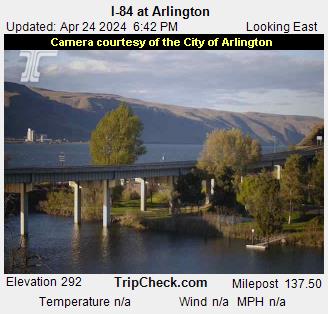 I-84 at Arlington
Updated: Apr 24 2024 6:42 PM Looking East
Camera courtesy of the City of Arlington
Elevation 292 TripCheck.com Milepost 137.50
Temperature n/a Wind n/a MPH n/a